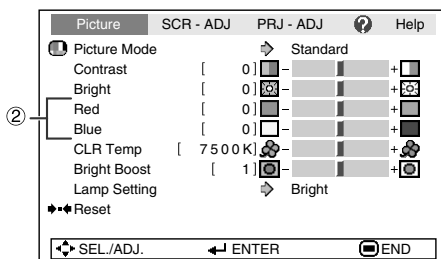 Picture SCR - ADJ PRJ - ADJ ? Help
Picture Mode Standard
Contrast [ 0 ] - +
Bright [ 0 ] - +
② Red [ 0 ] - +
Blue [ 0 ] - +
CLR Temp [ 7500K ] - +
Bright Boost [ 1 ] - +
Lamp Setting Bright
Reset
SEL./ADJ. ENTER END